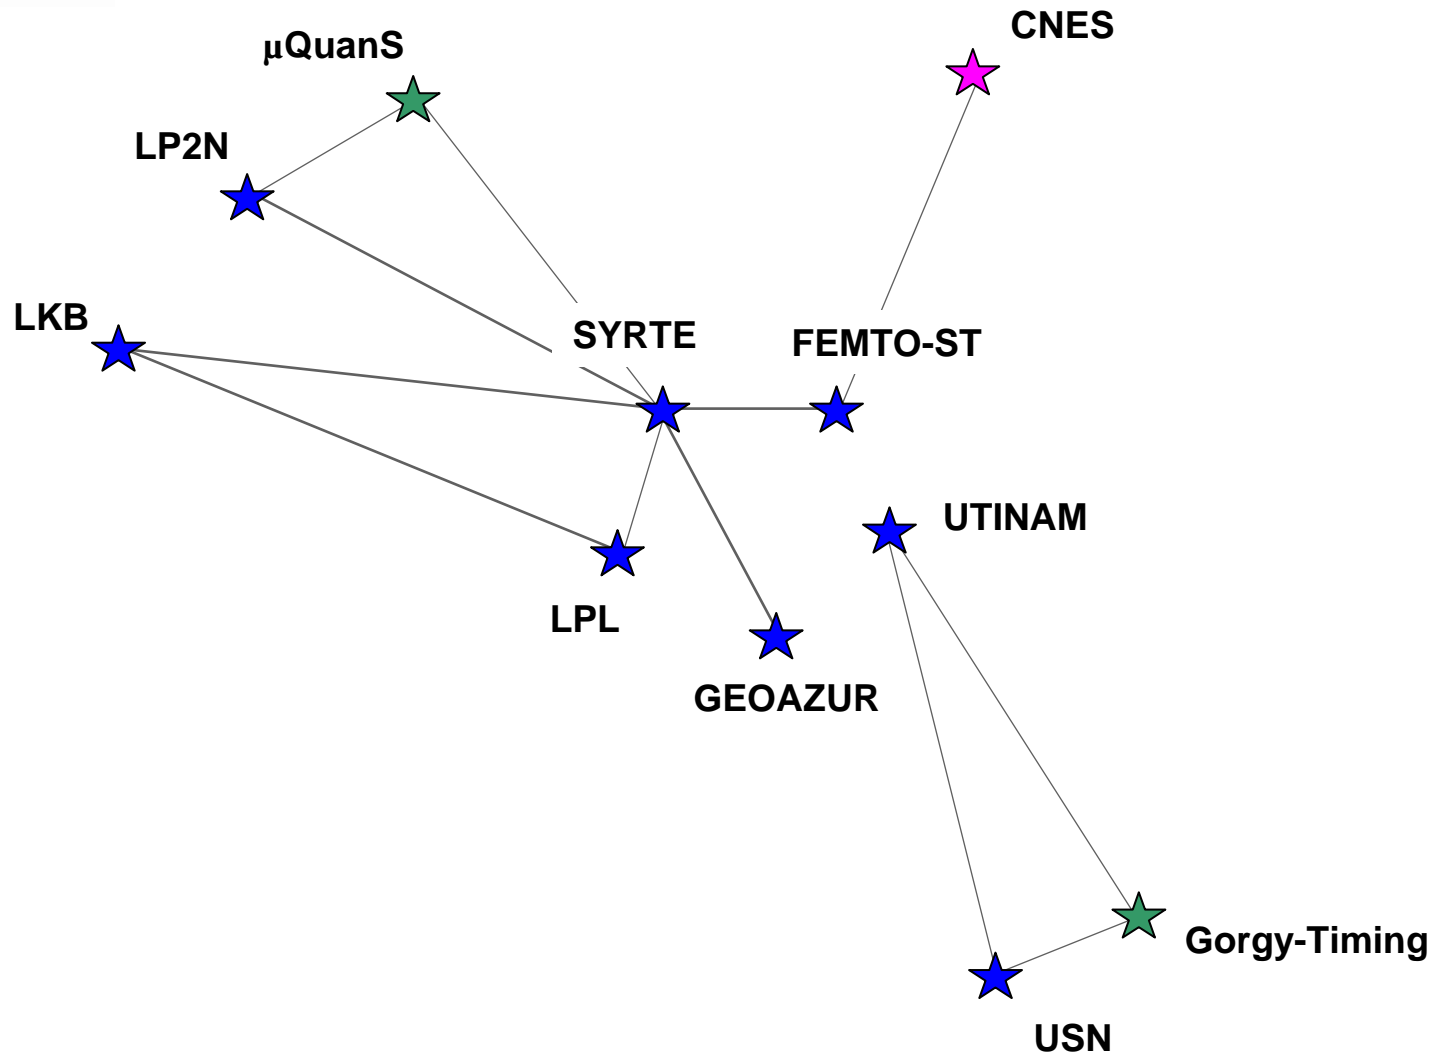 CNES
μQuanS
LP2N
LKB
SYRTE
FEMTO-ST
UTINAM
LPL
GEOAZUR
Gorgy-Timing
USN